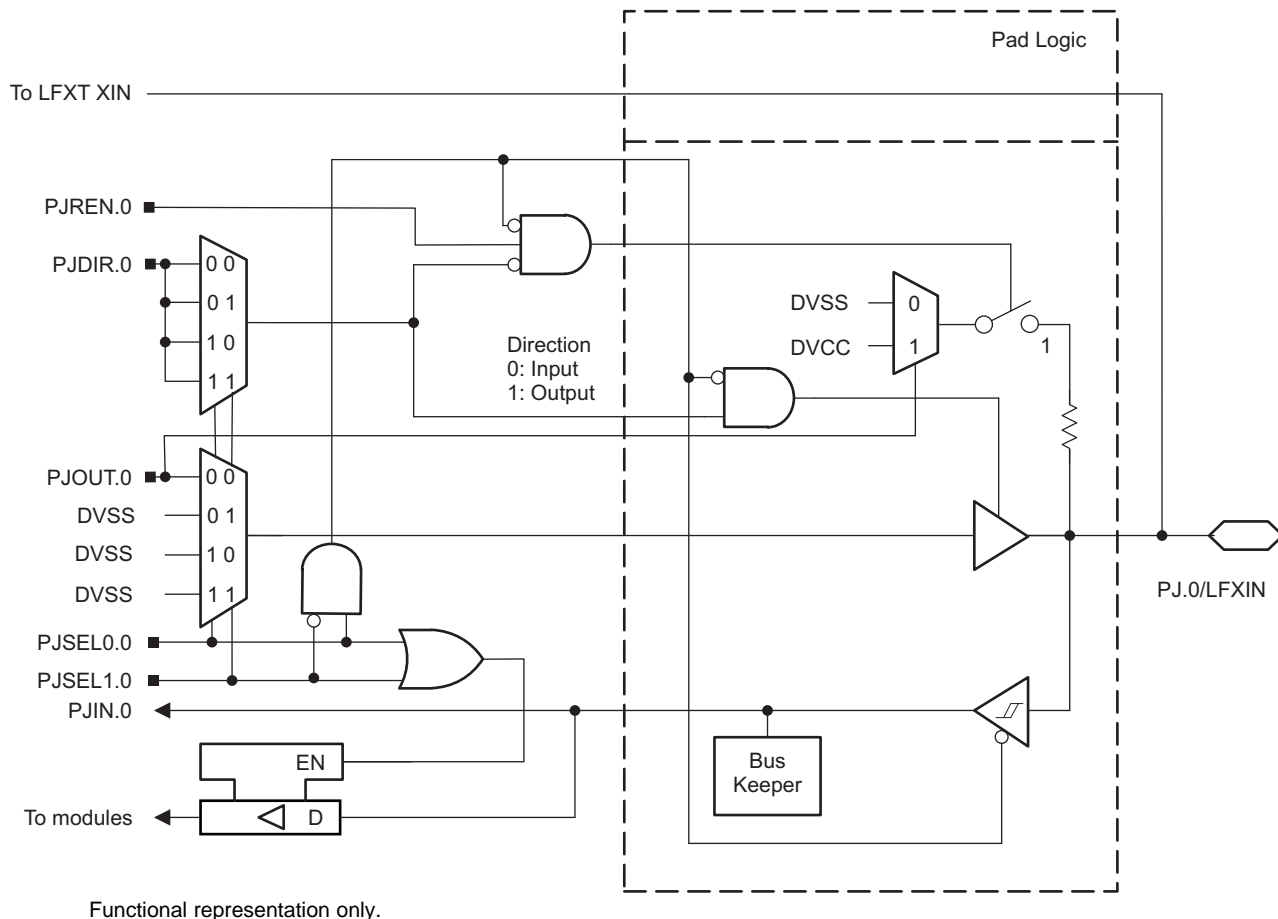 Pad Logic
To LFXT XIN
PJREN.0
PJDIR.0
0 0
0 1
1 0
1 1
Direction
0: Input
1: Output
DVSS
0
DVCC
1
1
PJOUT.0
0 0
DVSS
0 1
DVSS
1 0
DVSS
1 1
PJ.0/LFXIN
PJSEL0.0
PJSEL1.0
PJIN.0
Bus
Keeper
EN
To modules
D
Functional representation only.